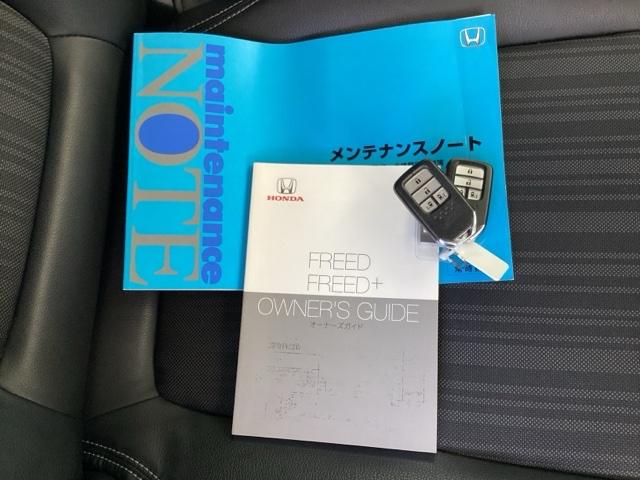 maintenance
NOTE
メンテナンスノート
HONDA
FREED
FREED+
OWNER'S GUIDE
オーナーズガイド